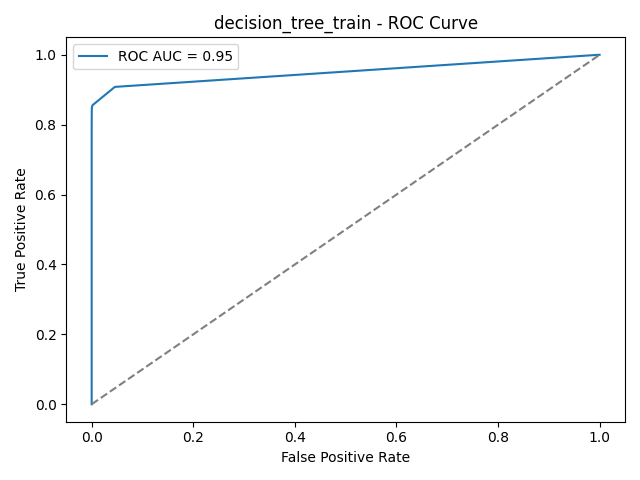 decision_tree_train - ROC Curve
ROC AUC = 0.95
True Positive Rate
1.0
0.8
0.6
0.4
0.2
0.0
0.0 0.2 0.4 0.6 0.8 1.0
False Positive Rate